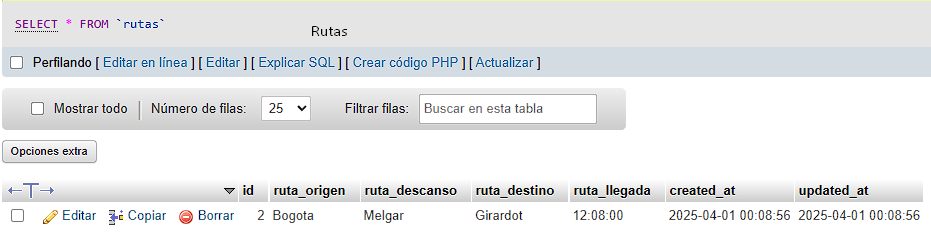 SELECT * FROM `rutas`
Rutas
Perfilando [ Editar en línea ] [ Editar ] [ Explicar SQL ] [ Crear código PHP ] [ Actualizar ]
Mostrar todo Número de filas: 25 Filtrar filas: Buscar en esta tabla
Opciones extra
id ruta_origen ruta_descanso ruta_destino ruta_llegada created_at updated_at
Editar Copiar Borrar 2 Bogota Melgar Girardot 12:08:00 2025-04-01 00:08:56 2025-04-01 00:08:56